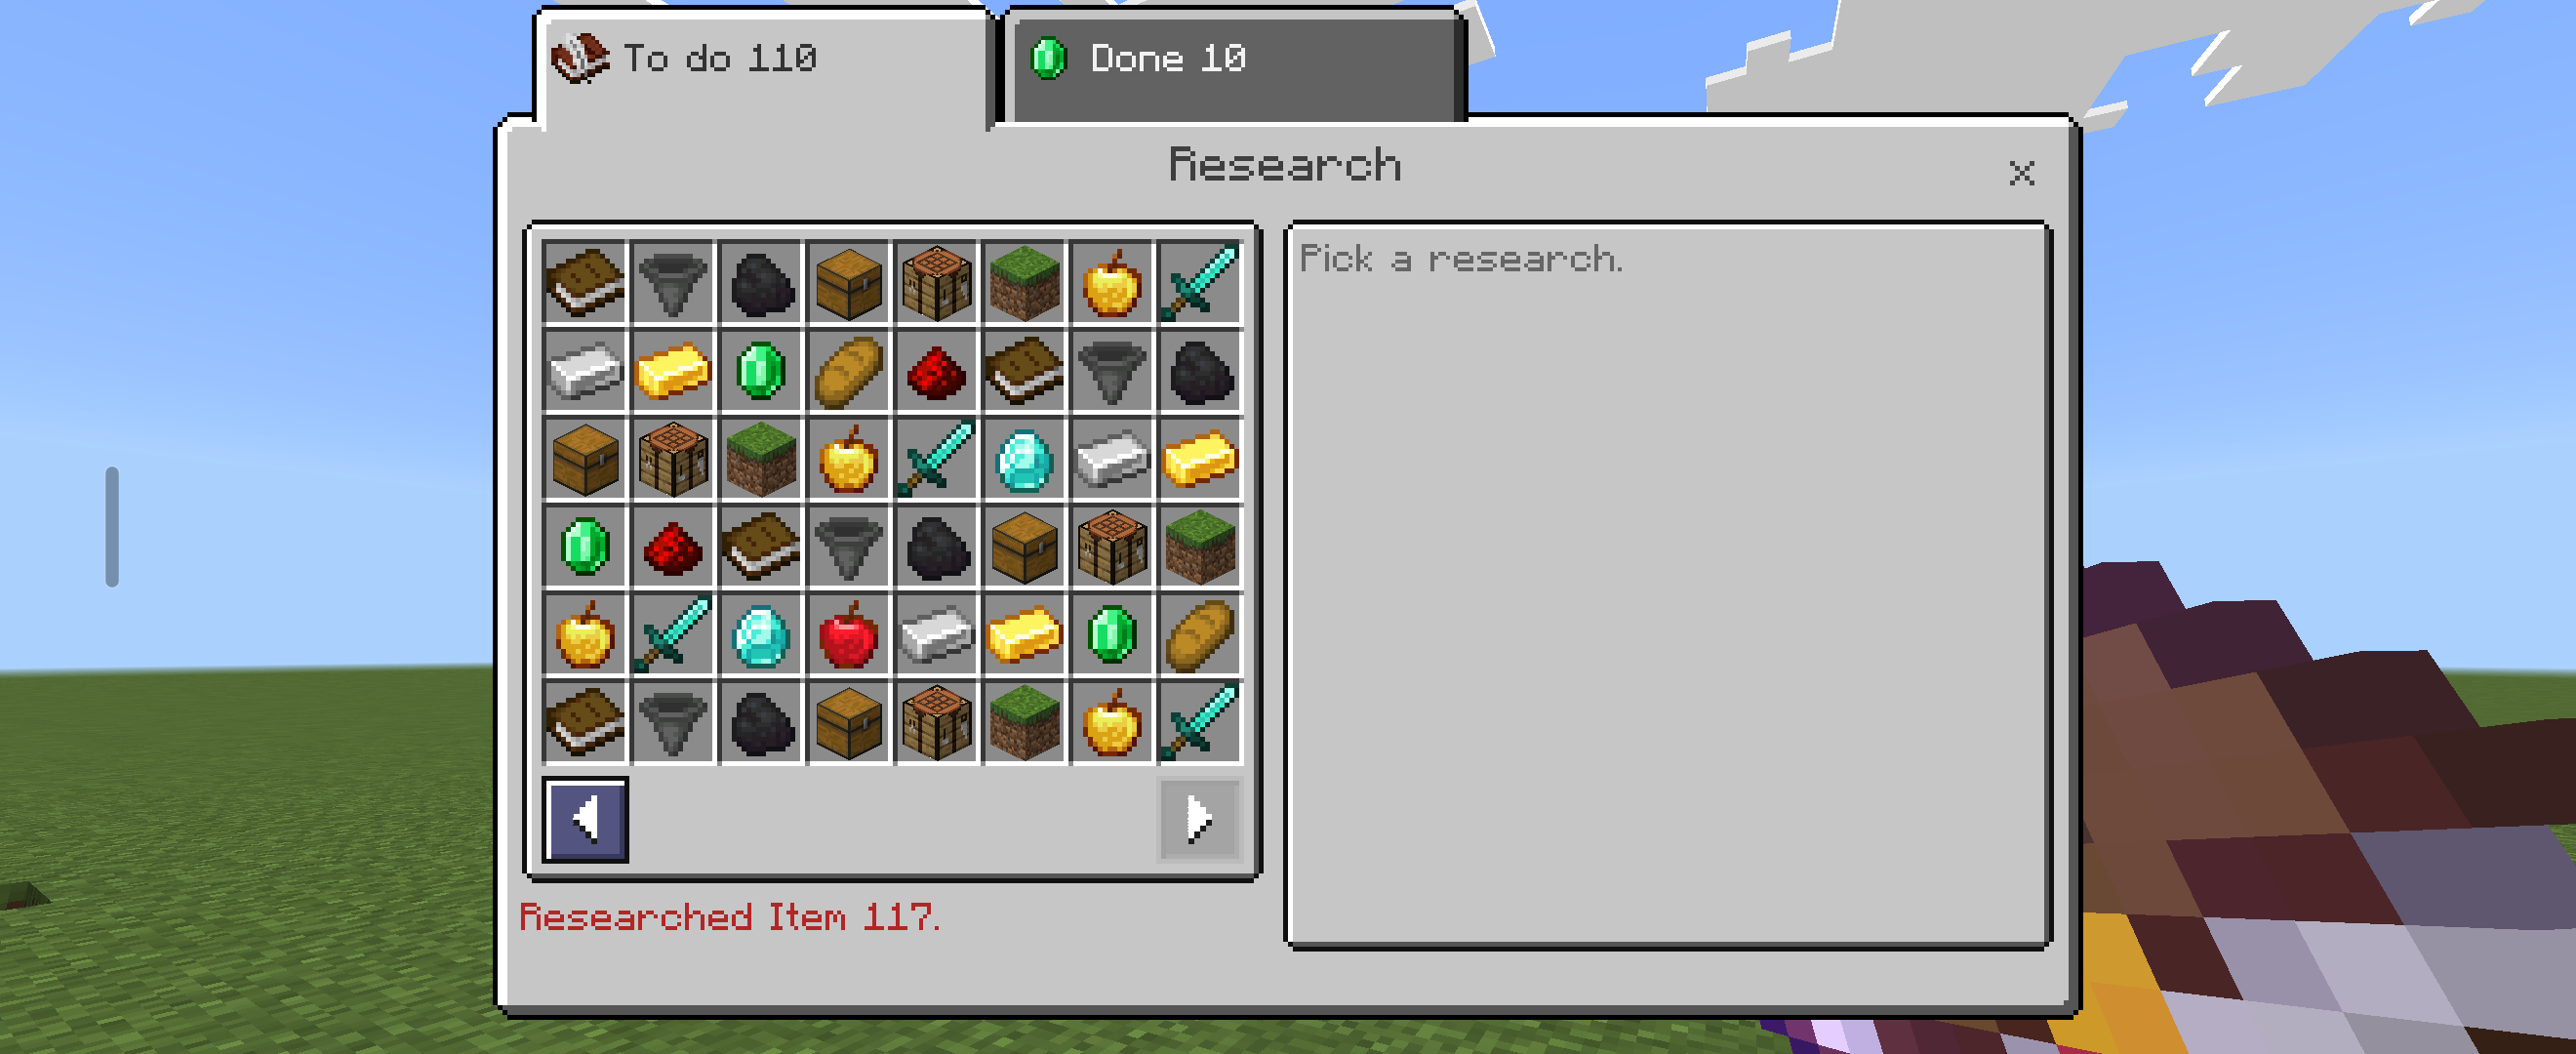 To do 110
Done 10
Research
x
Pick a research.
Researched Item 117.